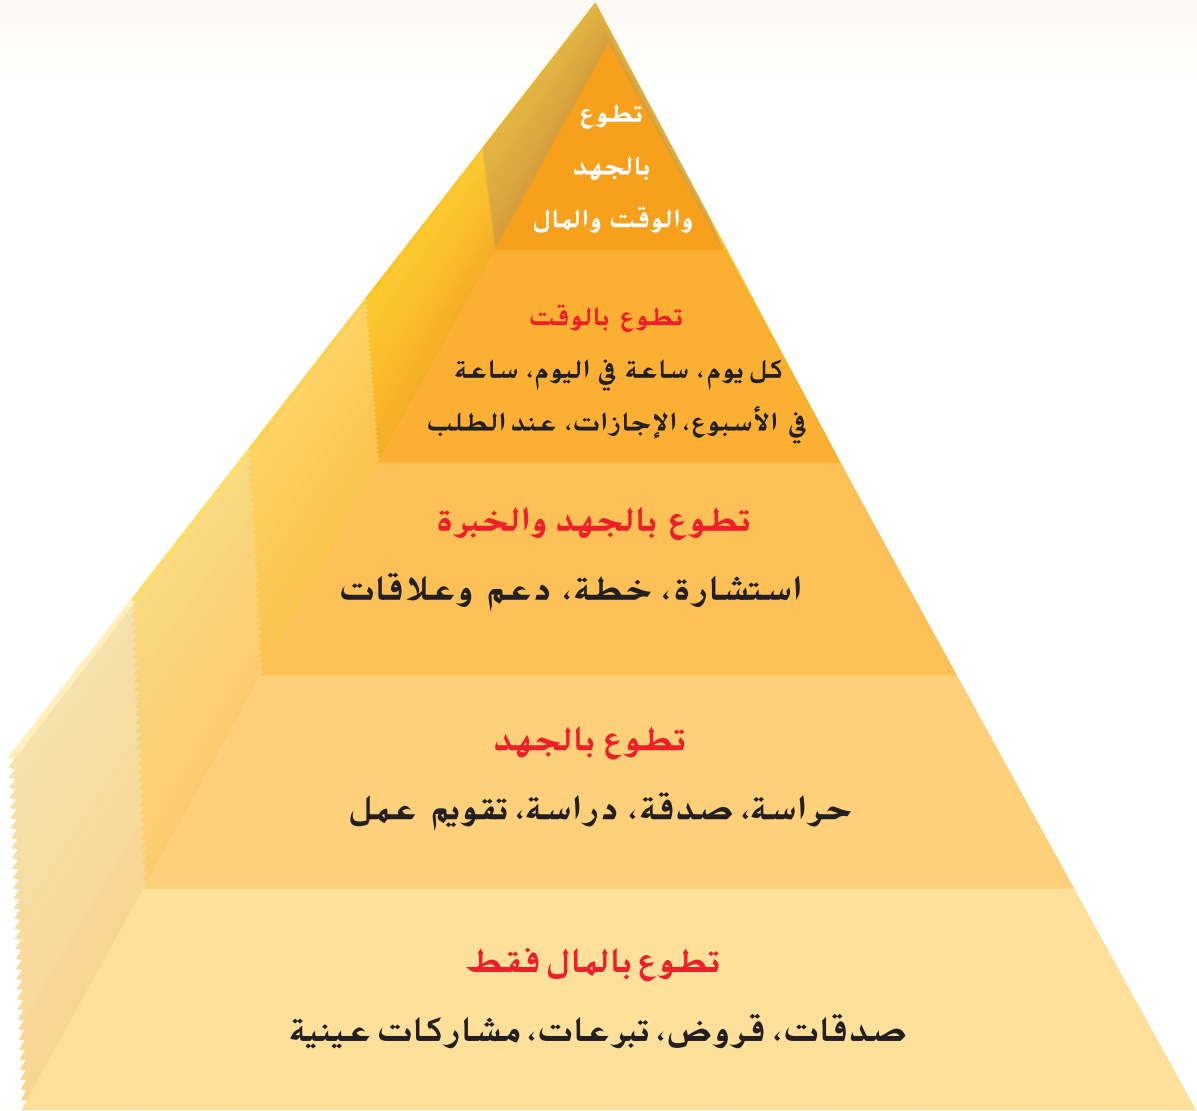 تطوع
بالجهد
والوقت والمال
تطوع بالوقت
كل يوم، ساعة في اليوم، ساعة
في الأسبوع، الإجازات، عند الطلب
تطوع بالجهد والخبرة
استشارة، خطة، دعم وعلاقات
تطوع بالجهد
حراسة، صدقة، دراسة، تقويم عمل
تطوع بالمال فقط
صدقات، قروض، تبرعات، مشاركات عينية